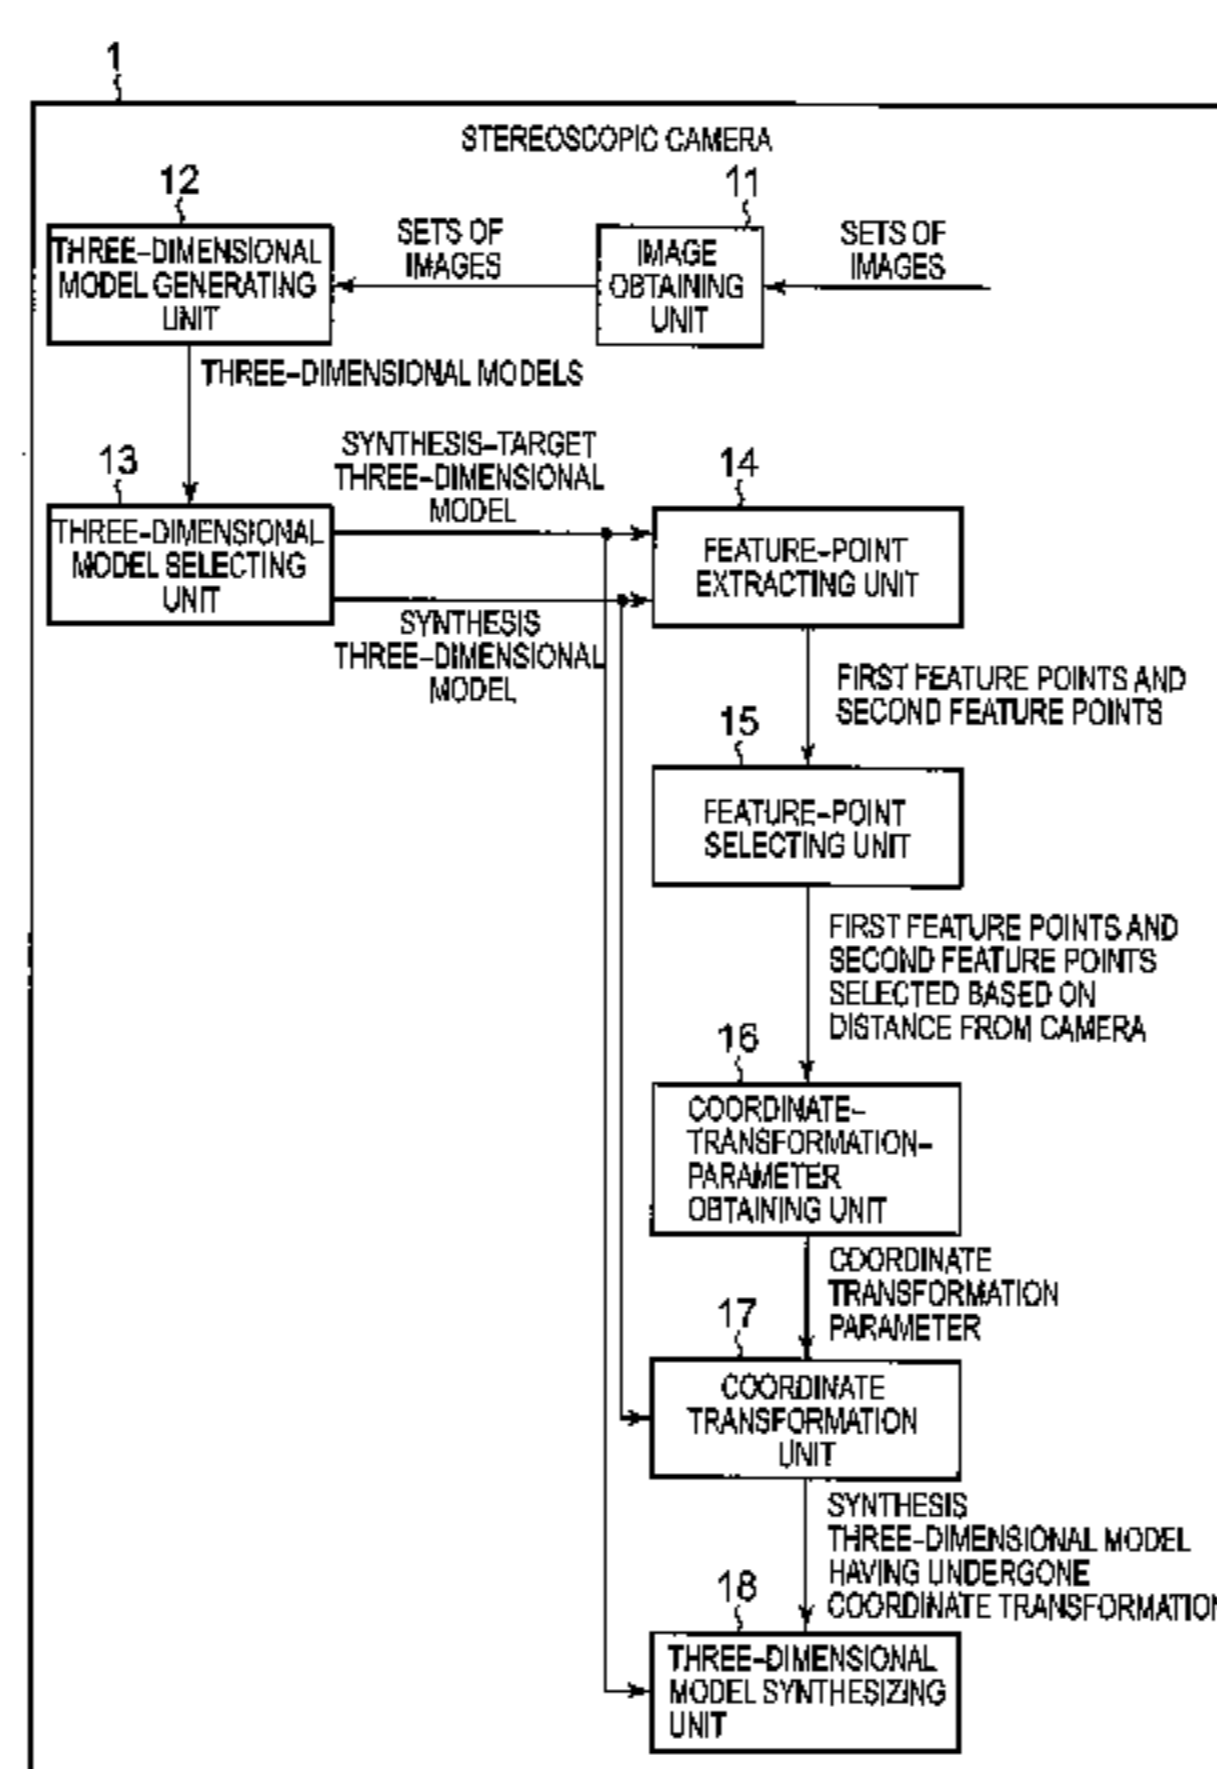 1
STEREOSCOPIC CAMERA
12
11
THREE-DIMENSIONAL
MODEL GENERATING
UNIT
SETS OF
IMAGES
IMAGE
OBTAINING
UNIT
SETS OF
IMAGES
THREE-DIMENSIONAL MODELS
13
THREE-DIMENSIONAL
MODEL SELECTING
UNIT
SYNTHESIS-TARGET
THREE-DIMENSIONAL
MODEL
SYNTHESIS
THREE-DIMENSIONAL
MODEL
14
FEATURE-POINT
EXTRACTING UNIT
FIRST FEATURE POINTS AND
SECOND FEATURE POINTS
15
FEATURE-POINT
SELECTING UNIT
FIRST FEATURE POINTS AND
SECOND FEATURE POINTS
SELECTED BASED ON
DISTANCE FROM CAMERA
16
COORDINATE-
TRANSFORMATION-
PARAMETER
OBTAINING UNIT
COORDINATE
TRANSFORMATION
PARAMETER
17
COORDINATE
TRANSFORMATION
UNIT
SYNTHESIS
THREE-DIMENSIONAL MODEL
HAVING UNDERGONE
COORDINATE TRANSFORMATION
18
THREE-DIMENSIONAL
MODEL SYNTHESIZING
UNIT